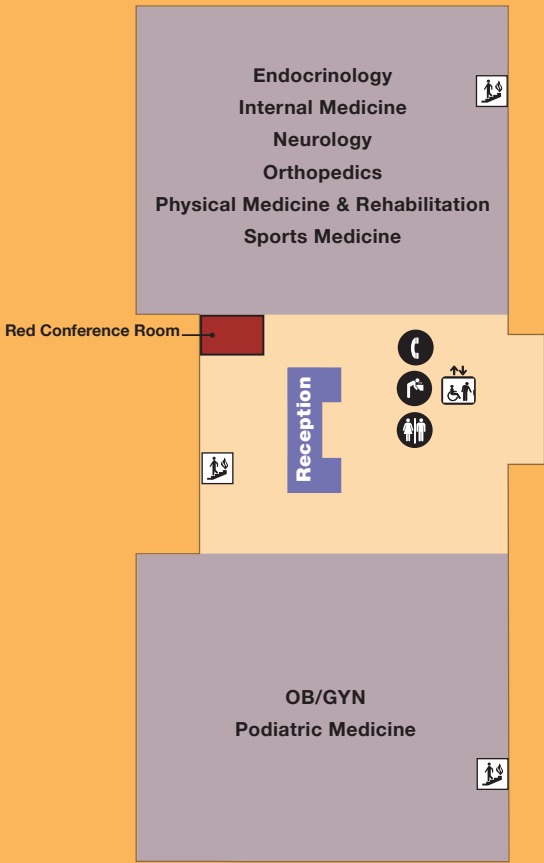 Endocrinology
Internal Medicine
Neurology
Orthopedics
Physical Medicine & Rehabilitation
Sports Medicine
Red Conference Room
Reception
OB/GYN
Podiatric Medicine